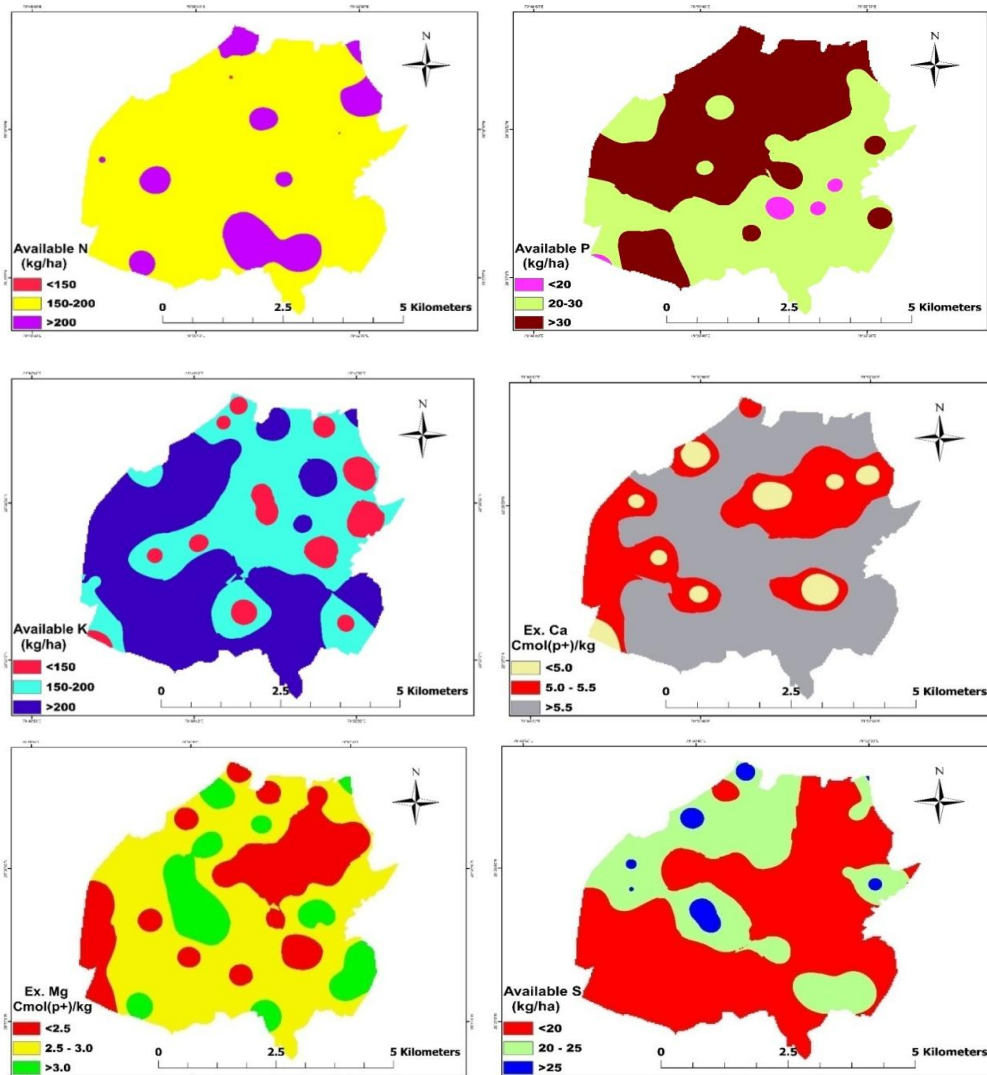 N
Available N
(kg/ha)
<150
150-200
>200
0 2.5 5 Kilometers
N
Available P
(kg/ha)
<20
20-30
>30
0 2.5 5 Kilometers
N
Available K
(kg/ha)
<150
150-200
>200
0 2.5 5 Kilometers
N
Ex. Ca
Cmol(p+)/kg
<5.0
5.0 - 5.5
>5.5
0 2.5 5 Kilometers
N
Ex. Mg
Cmol(p+)/kg
<2.5
2.5 - 3.0
>3.0
0 2.5 5 Kilometers
N
Available S
(kg/ha)
<20
20 - 25
>25
0 2.5 5 Kilometers